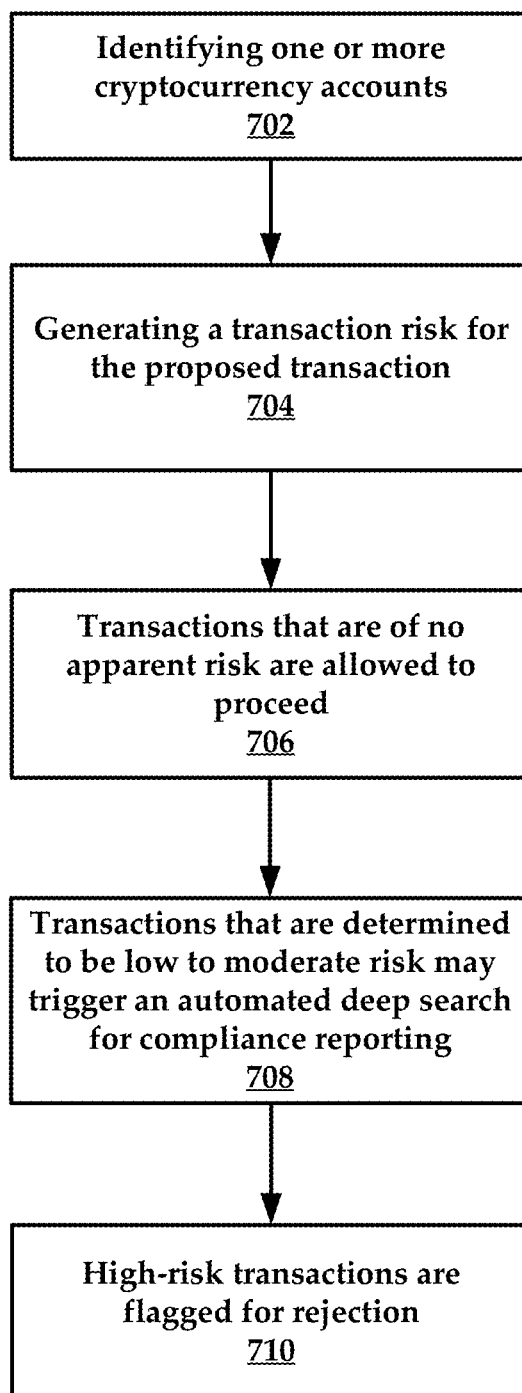 Identifying one or more
cryptocurrency accounts
702
Generating a transaction risk for
the proposed transaction
704
Transactions that are of no
apparent risk are allowed to
proceed
706
Transactions that are determined
to be low to moderate risk may
trigger an automated deep search
for compliance reporting
708
High-risk transactions are
flagged for rejection
710